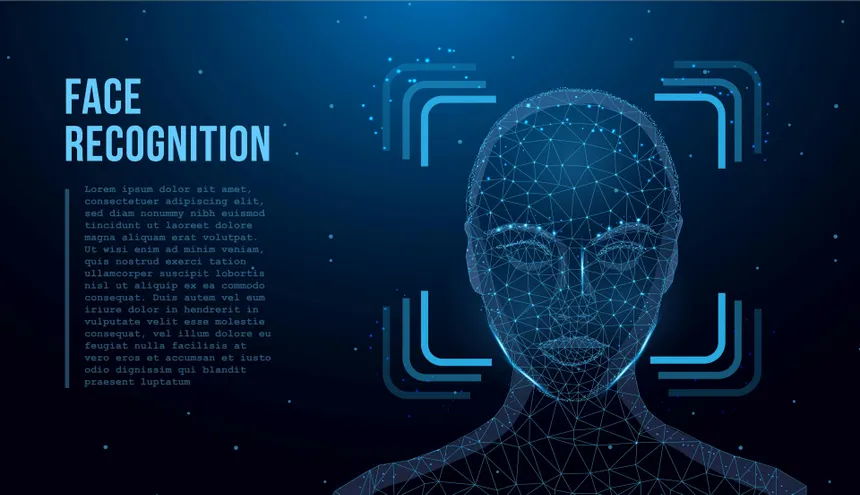 FACE
RECOGNITION
Lorem ipsum dolor sit amet,
consectetuer adipiscing elit,
sed diam nonummy nibh euismod
tincidunt ut laoreet dolore
magna aliquam erat volutpat.
Ut wisi enim ad minim veniam,
quis nostrud exerci tation
ullamcorper suscipit lobortis
nisl ut aliquip ex ea commodo
consequat. Duis autem vel eum
iriure dolor in hendrerit in
vulputate velit esse molestie
consequat, vel illum dolore eu
feugiat nulla facilisis at
vero eros et accumsan et iusto
odio dignissim qui blandit
praesent luptatum